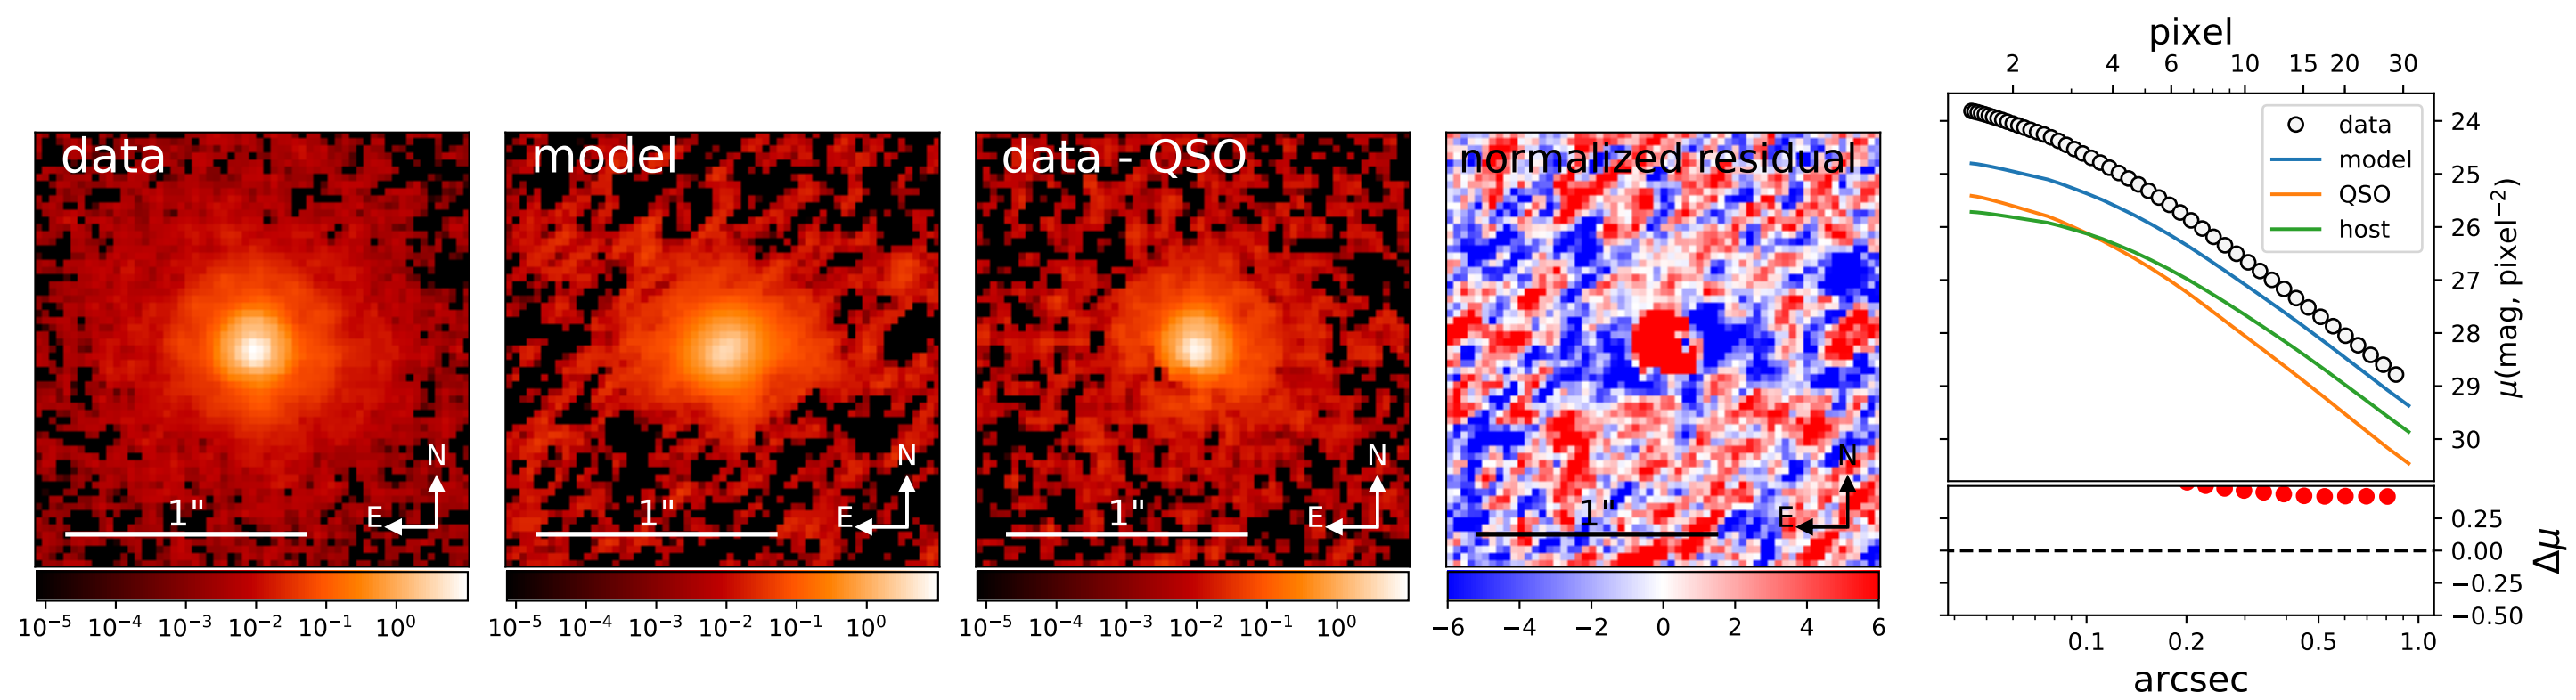 data
N
E
1"
10⁻⁵ 10⁻⁴ 10⁻³ 10⁻² 10⁻¹ 10⁰
model
N
E
1"
10⁻⁵ 10⁻⁴ 10⁻³ 10⁻² 10⁻¹ 10⁰
data - QSO
N
E
1"
10⁻⁵ 10⁻⁴ 10⁻³ 10⁻² 10⁻¹ 10⁰
normalized residual
N
E
1"
−6 −4 −2 0 2 4 6
pixel
2 4 6 10 15 20 30
data
model
QSO
host
24
25
26
27
28
29
30
μ(mag, pixel⁻²)
0.25
0.00
−0.25
−0.50
Δμ
0.1 0.2 0.5 1.0
arcsec